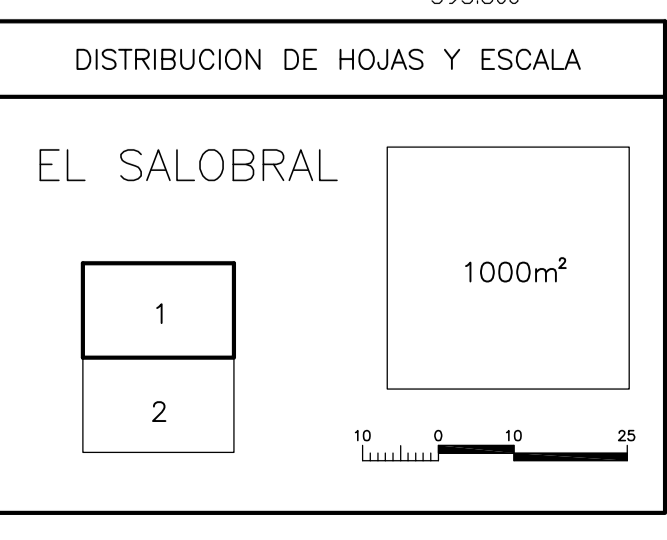 DISTRIBUCION DE HOJAS Y ESCALA
EL SALOBRAL
1000m²
1
2
10 0 10 25